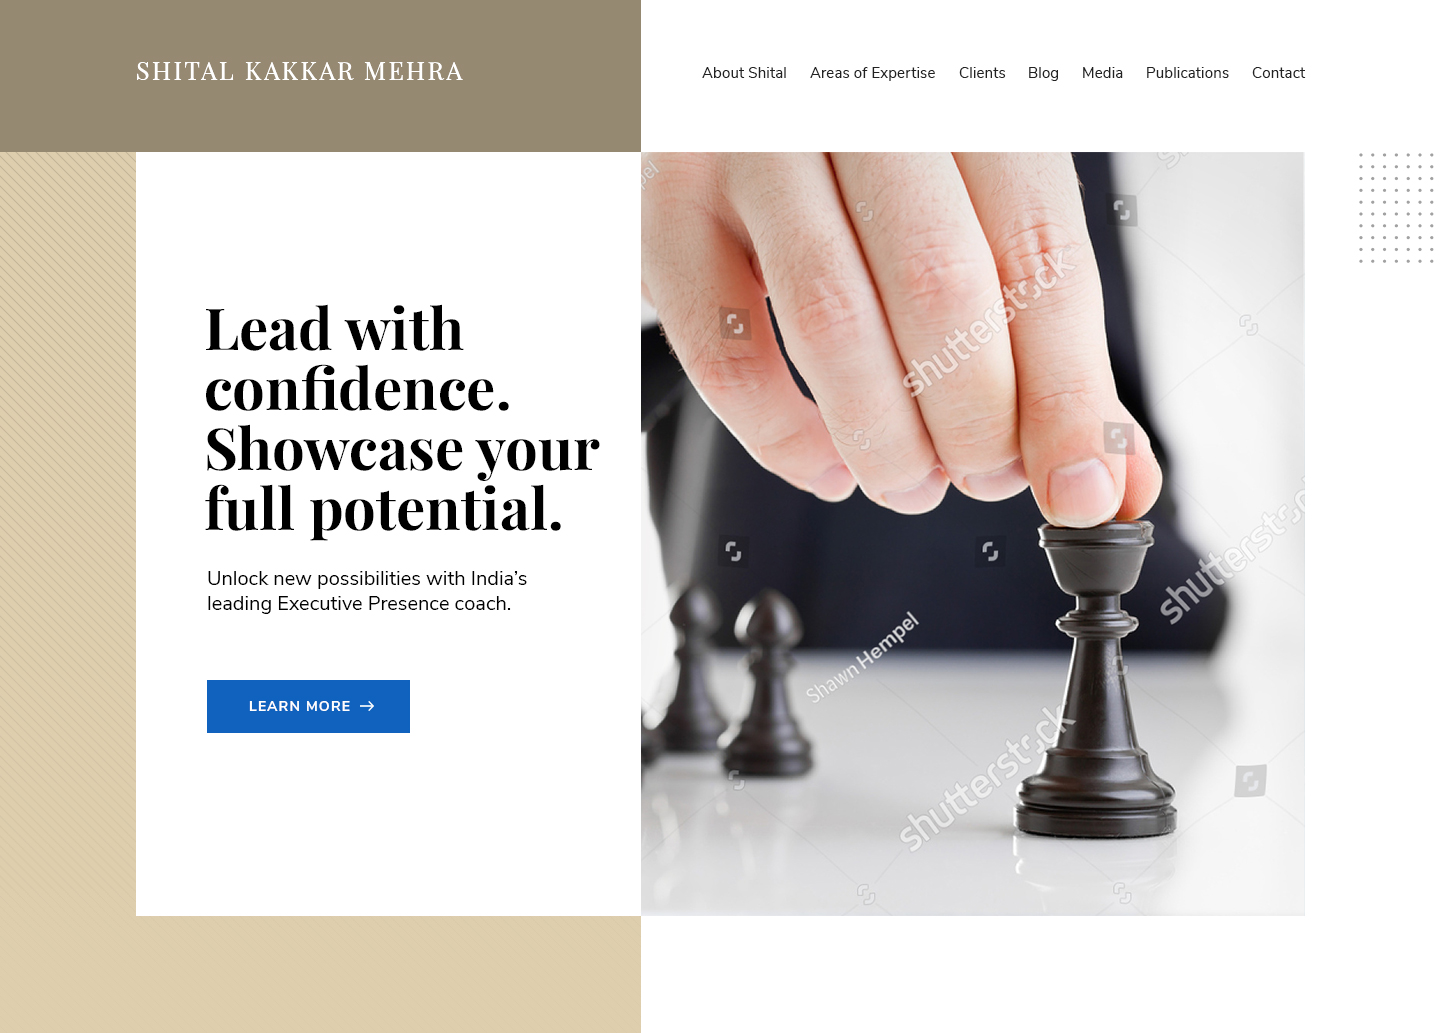 SHITAL KAKKAR MEHRA
About Shital Areas of Expertise Clients Blog Media Publications Contact
Lead with
confidence.
Showcase your
full potential.
Unlock new possibilities with India’s
leading Executive Presence coach.
LEARN MORE →
pel
shutterstock
shutterstock
Shawn Hempel
shutterstock